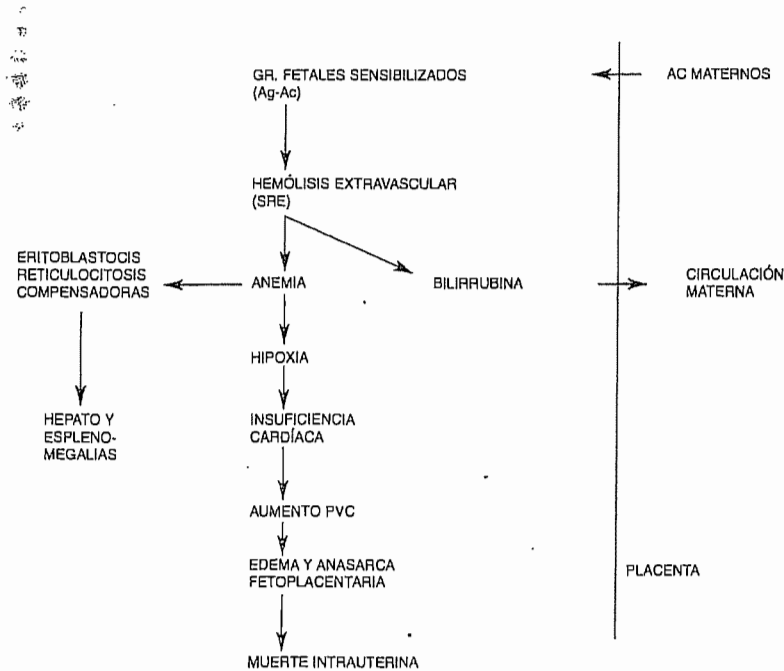 GR. FETALES SENSIBILIZADOS
(Ag-Ac)
AC MATERNOS
HEMÓLISIS EXTRAVASCULAR
(SRE)
ERITOBLASTOCIS
RETICULOCITOSIS
COMPENSADORAS
ANEMIA
BILIRRUBINA
CIRCULACIÓN
MATERNA
HIPOXIA
HEPATO Y
ESPLENO-
MEGALIAS
INSUFICIENCIA
CARDÍACA
AUMENTO PVC
EDEMA Y ANASARCA
FETOPLACENTARIA
PLACENTA
MUERTE INTRAUTERINA